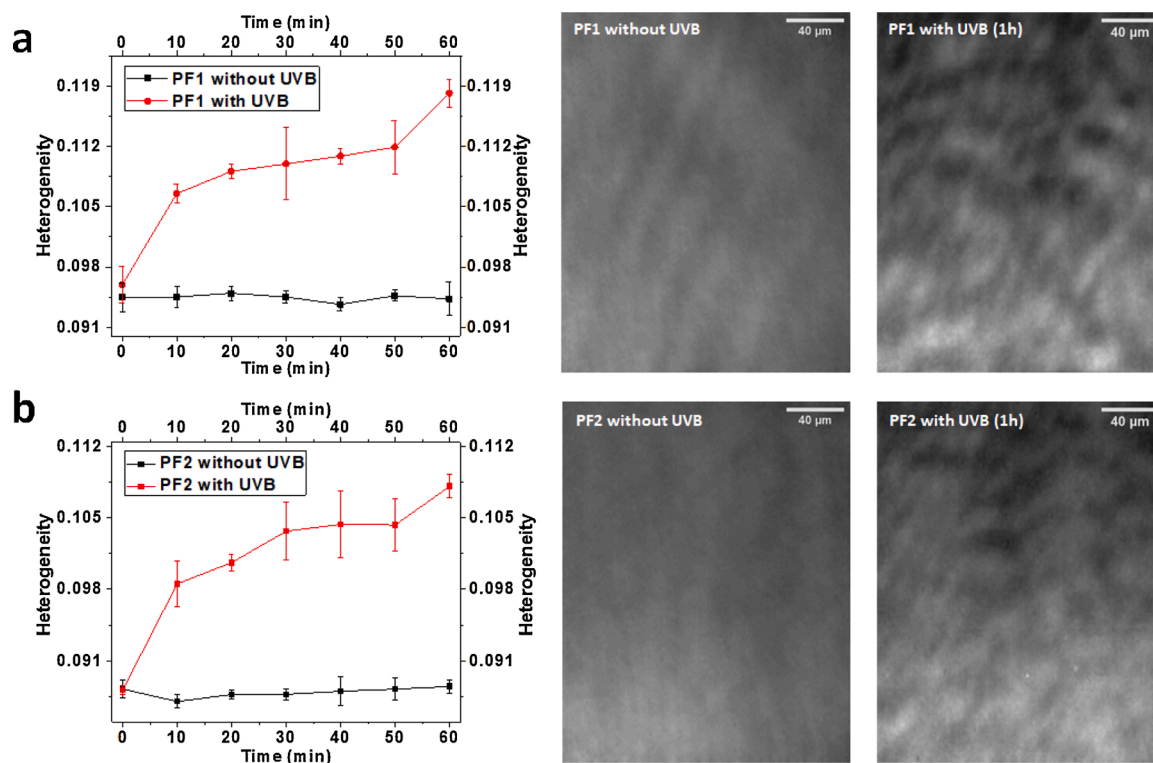 a
Time (min)
0 10 20 30 40 50 60
PF1 without UVB
PF1 with UVB
0.119 0.119
0.112 0.112
0.105 0.105
0.098 0.098
0.091 0.091
Heterogeneity
Heterogeneity
0 10 20 30 40 50 60
Time (min)
PF1 without UVB
40 µm
PF1 with UVB (1h)
40 µm
b
Time (min)
0 10 20 30 40 50 60
PF2 without UVB
PF2 with UVB
0.112 0.112
0.105 0.105
0.098 0.098
0.091 0.091
Heterogeneity
Heterogeneity
0 10 20 30 40 50 60
Time (min)
PF2 without UVB
40 µm
PF2 with UVB (1h)
40 µm